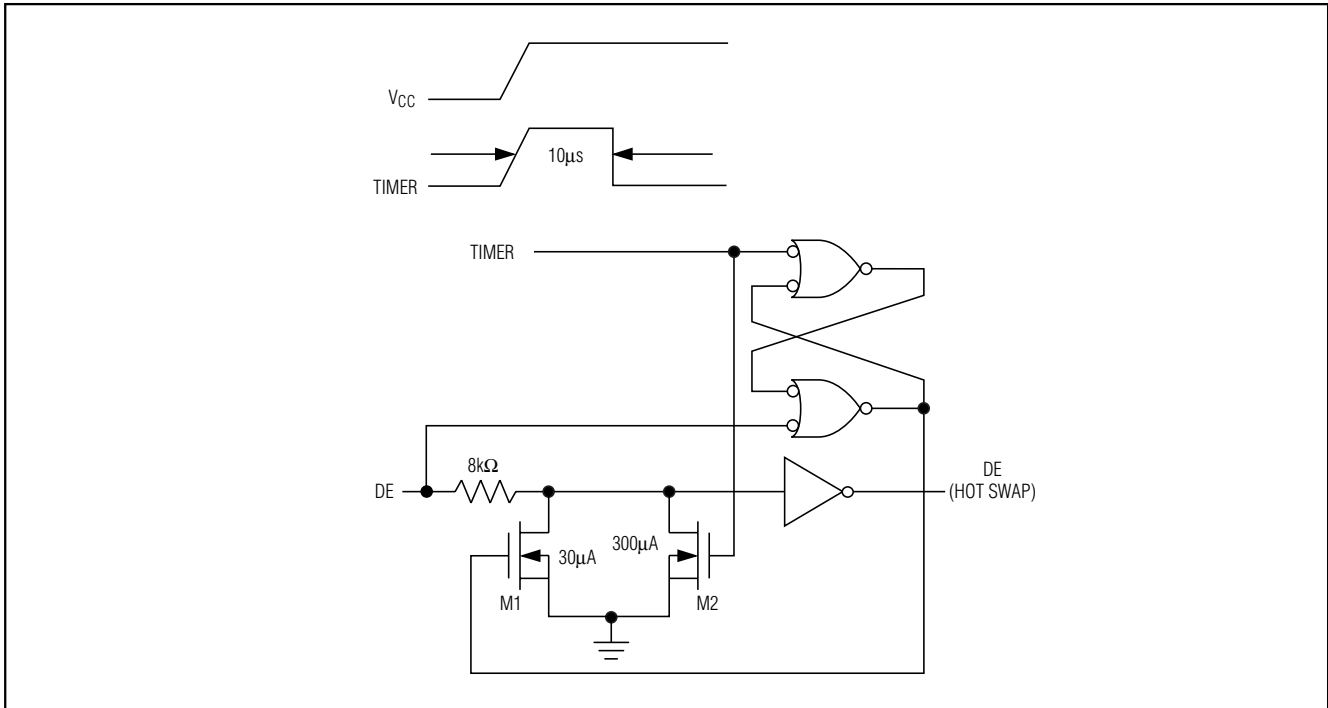 VCC
10μs
TIMER
TIMER
8kΩ
DE
DE
(HOT SWAP)
30μA
300μA
M1
M2